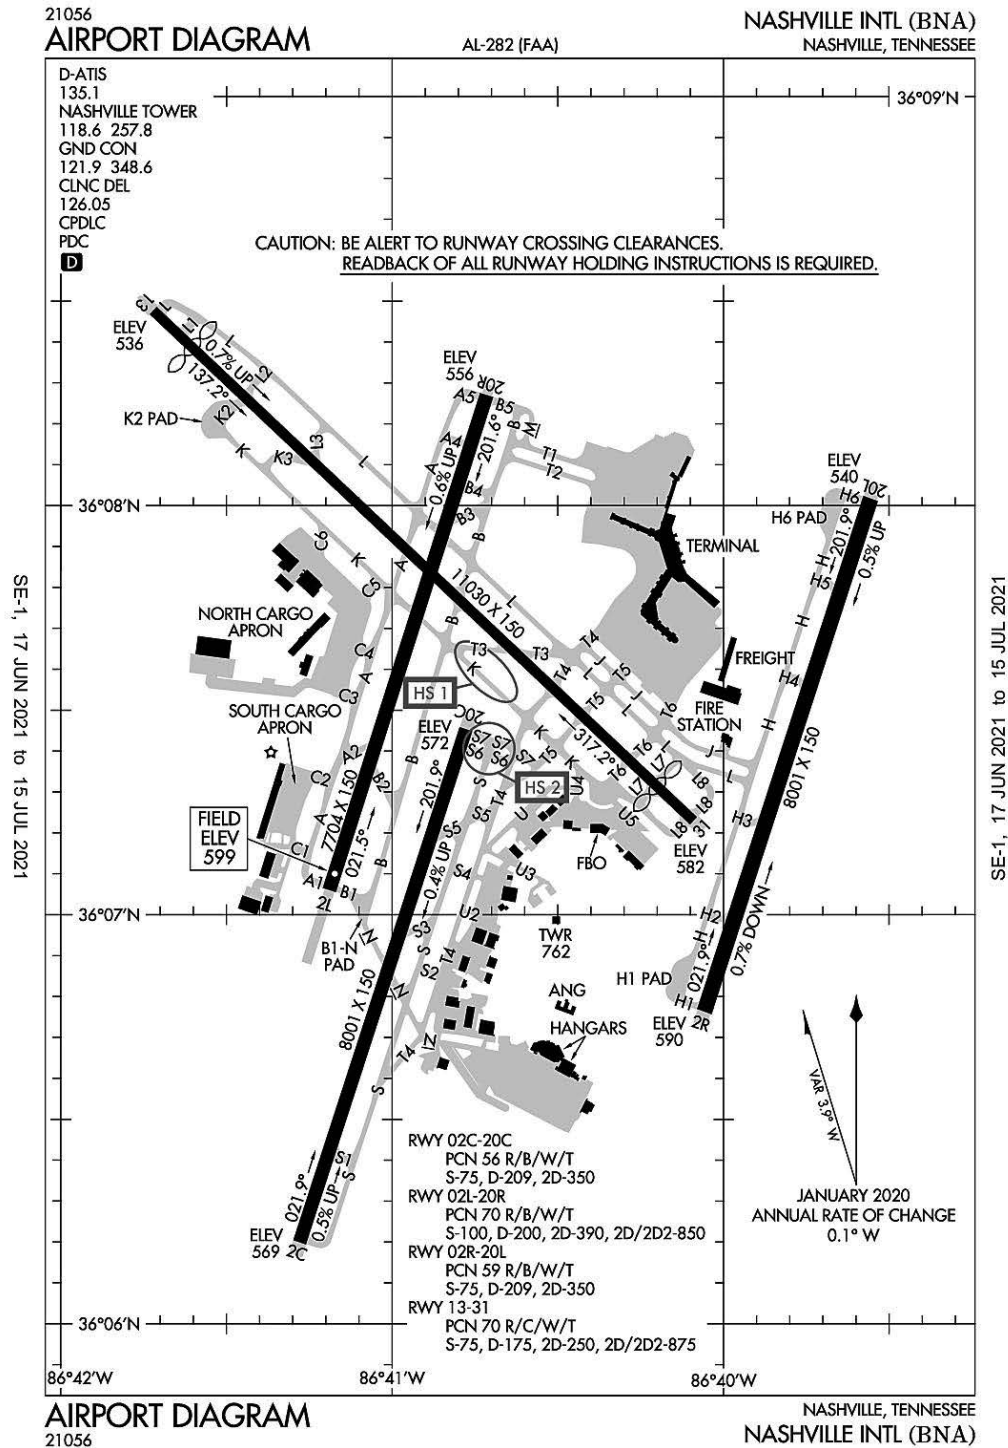 21056
AIRPORT DIAGRAM
AL-282 (FAA)
NASHVILLE INTL (BNA)
NASHVILLE, TENNESSEE
D-ATIS
135.1
NASHVILLE TOWER
118.6 257.8
GND CON
121.9 348.6
CLNC DEL
126.05
CPDLC
PDC
D
36°09'N
CAUTION: BE ALERT TO RUNWAY CROSSING CLEARANCES.
READBACK OF ALL RUNWAY HOLDING INSTRUCTIONS IS REQUIRED.
13
L
L1
L
ELEV
536
0.7% UP
137.2°
L2
K2 PAD
K2
K
K3
L3
L
ELEV
556
20R
A5
B5
A4
A
201.6°
0.6% UP
B
M
T1
T2
B4
B3
B
ELEV
540
20L
H6
H6 PAD
201.9°
0.5% UP
H
H5
36°08'N
TERMINAL
C6
K
C5
A
11030 X 150
L
B
NORTH CARGO
APRON
C4
A
C3
T3
K
T3
T4
T4
J
T5
L
J
T5
L
T6
H
H4
H
FREIGHT
FIRE
STATION
HS 1
SOUTH CARGO
APRON
20C
ELEV
572
S7
S7
S6
S6
S7
HS 2
K
T5
K
317.2°
T6
T6
L7
L7
L
J
L
L8
L8
L8
31
ELEV
582
A2
B2
B
C2
A
7704 X 150
021.5°
201.9°
0.4% UP
S
T4
S5
S5
U
U4
U5
FBO
H3
8001 X 150
FIELD
ELEV
599
C1
A1
B1
2L
B
S4
U3
U2
36°07'N
B1-N
PAD
N
S3
S
S2
T4
N
TWR
762
H2
H
H1 PAD
H1
021.9°
0.7% DOWN
ELEV
590
2R
ANG
HANGARS
8001 X 150
T4
N
S
VAR 3.9° W
JANUARY 2020
ANNUAL RATE OF CHANGE
0.1° W
S1
S
021.9°
0.5% UP
ELEV
569
2C
RWY 02C-20C
PCN 56 R/B/W/T
S-75, D-209, 2D-350
RWY 02L-20R
PCN 70 R/B/W/T
S-100, D-200, 2D-390, 2D/2D2-850
RWY 02R-20L
PCN 59 R/B/W/T
S-75, D-209, 2D-350
RWY 13-31
PCN 70 R/C/W/T
S-75, D-175, 2D-250, 2D/2D2-875
36°06'N
86°42'W
86°41'W
86°40'W
SE-1, 17 JUN 2021 to 15 JUL 2021
SE-1, 17 JUN 2021 to 15 JUL 2021
AIRPORT DIAGRAM
21056
NASHVILLE, TENNESSEE
NASHVILLE INTL (BNA)